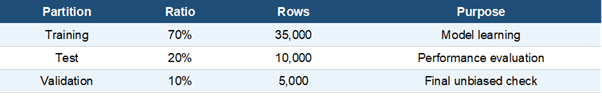 Partition Ratio Rows Purpose
Training 70% 35,000 Model learning
Test 20% 10,000 Performance evaluation
Validation 10% 5,000 Final unbiased check